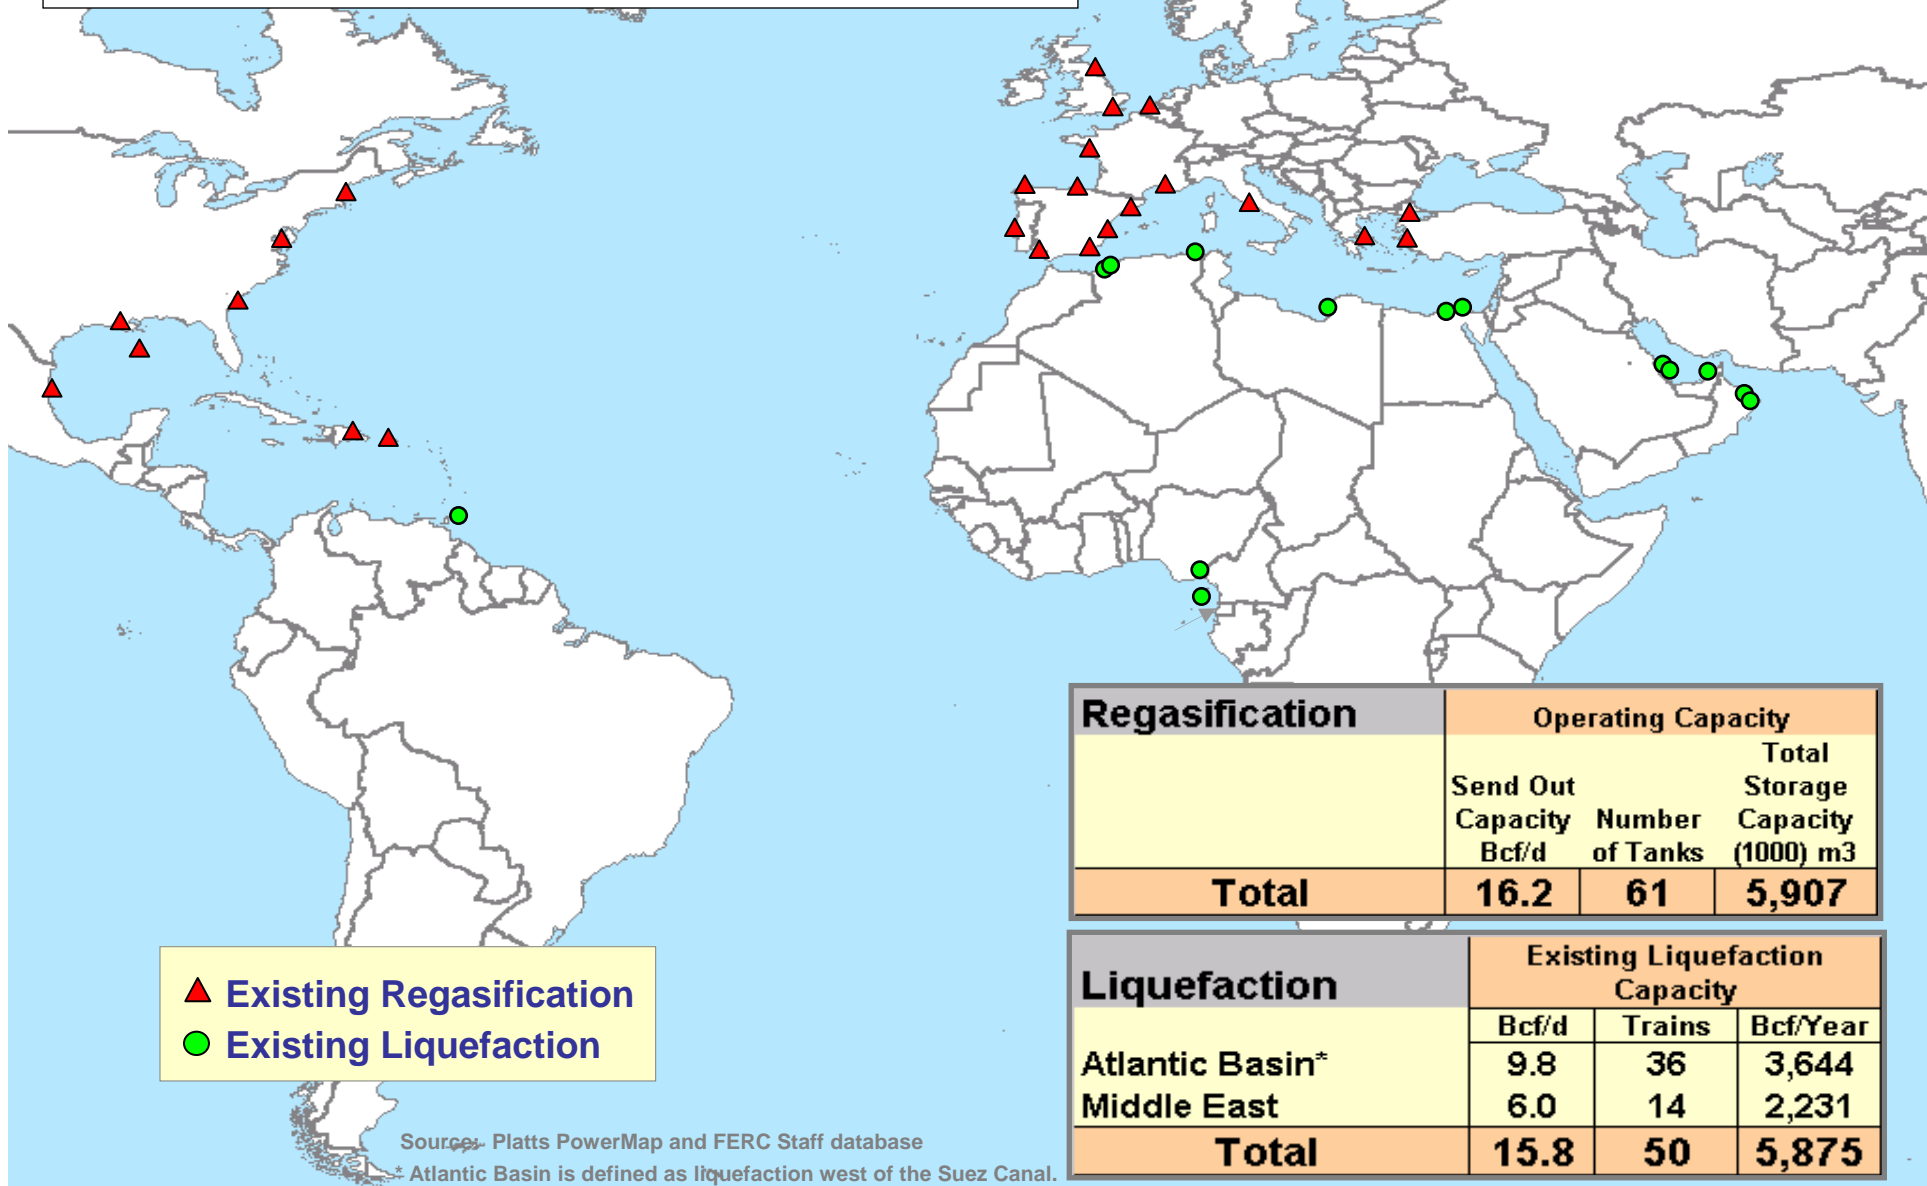 Regasification
Operating Capacity
Send Out Capacity Bcf/d
Number of Tanks
Total Storage Capacity (1000) m3
Total 16.2 61 5,907
Liquefaction
Existing Liquefaction Capacity
Bcf/d Trains Bcf/Year
Atlantic Basin* 9.8 36 3,644
Middle East 6.0 14 2,231
Total 15.8 50 5,875
Existing Regasification
Existing Liquefaction
Source: Platts PowerMap and FERC Staff database
* Atlantic Basin is defined as liquefaction west of the Suez Canal.